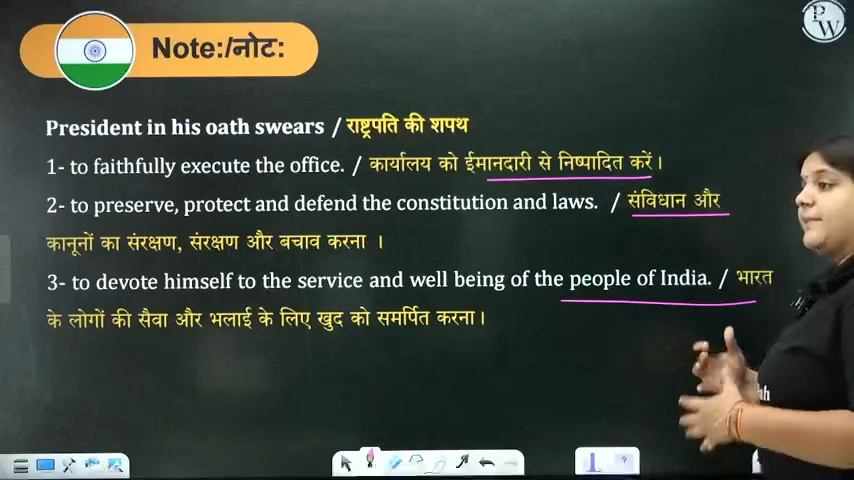 PW
Note:/नोट:
President in his oath swears / राष्ट्रपति की शपथ
1- to faithfully execute the office. / कार्यालय को ईमानदारी से निष्पादित करें।
2- to preserve, protect and defend the constitution and laws. / संविधान और
कानूनों का संरक्षण, संरक्षण और बचाव करना ।
3- to devote himself to the service and well being of the people of India. / भारत
के लोगों की सैवा और भलाई के लिए खुद को समर्पित करना।